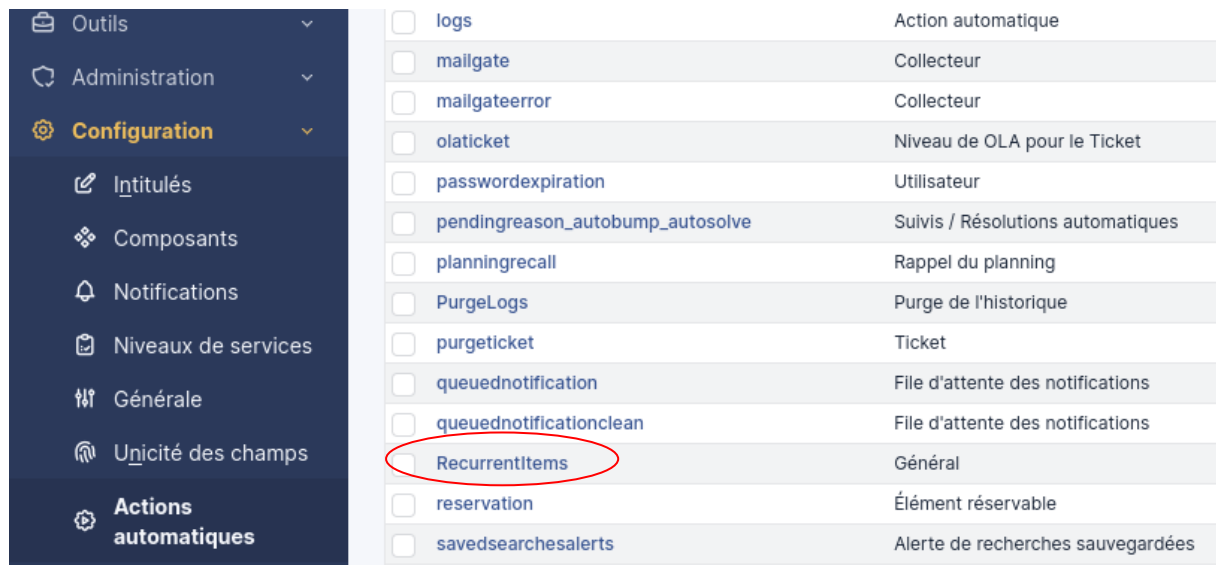 Outils
Administration
Configuration
Intitulés
Composants
Notifications
Niveaux de services
Générale
Unicité des champs
Actions
automatiques
logs Action automatique
mailgate Collecteur
mailgateerror Collecteur
olaticket Niveau de OLA pour le Ticket
passwordexpiration Utilisateur
pendingreason_autobump_autosolve Suivis / Résolutions automatiques
planningrecall Rappel du planning
PurgeLogs Purge de l'historique
purgeticket Ticket
queuednotification File d'attente des notifications
queuednotificationclean File d'attente des notifications
RecurrentItems Général
reservation Élément réservable
savedsearchesalerts Alerte de recherches sauvegardées